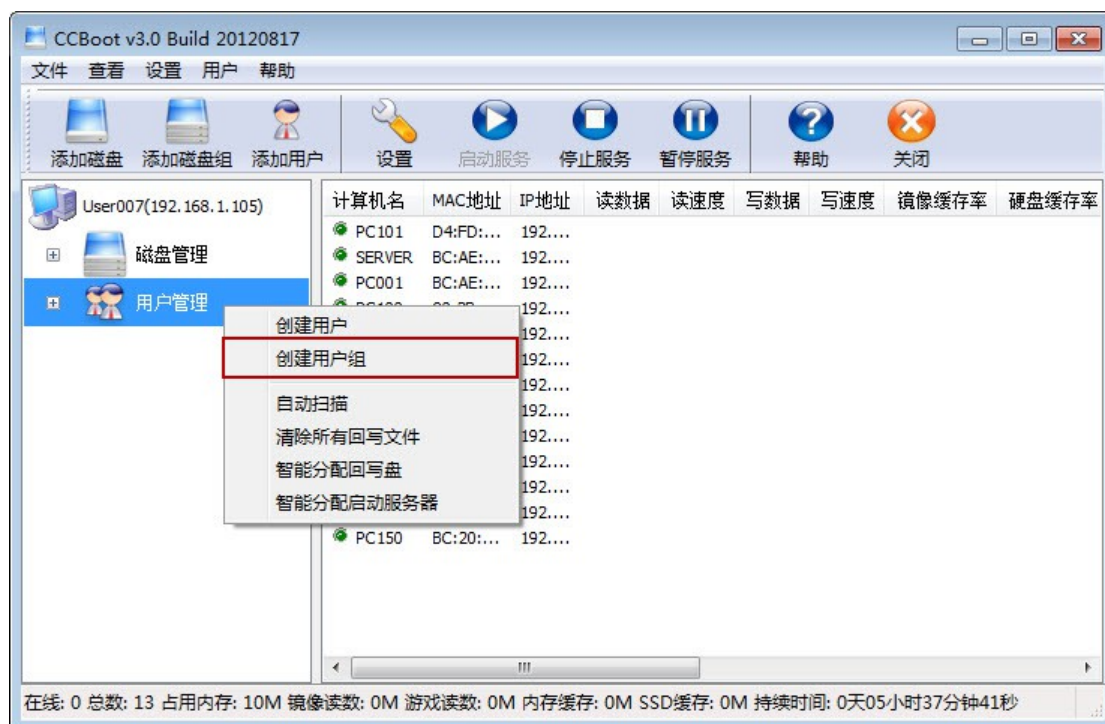 CCBoot v3.0 Build 20120817
文件 查看 设置 用户 帮助
添加磁盘 添加磁盘组 添加用户 设置 启动服务 停止服务 暂停服务 帮助 关闭
User007(192.168.1.105)
磁盘管理
用户管理
计算机名 MAC地址 IP地址 读数据 读速度 写数据 写速度 镜像缓存率 硬盘缓存率
PC101 D4:FD:... 192....
SERVER BC:AE:... 192....
PC001 BC:AE:... 192....
192....
192....
192....
192....
192....
192....
192....
192....
192....
PC150 BC:20:... 192....
创建用户
创建用户组
自动扫描
清除所有回写文件
智能分配回写盘
智能分配启动服务器
在线: 0 总数: 13 占用内存: 10M 镜像读数: 0M 游戏读数: 0M 内存缓存: 0M SSD缓存: 0M 持续时间: 0天05小时37分钟41秒